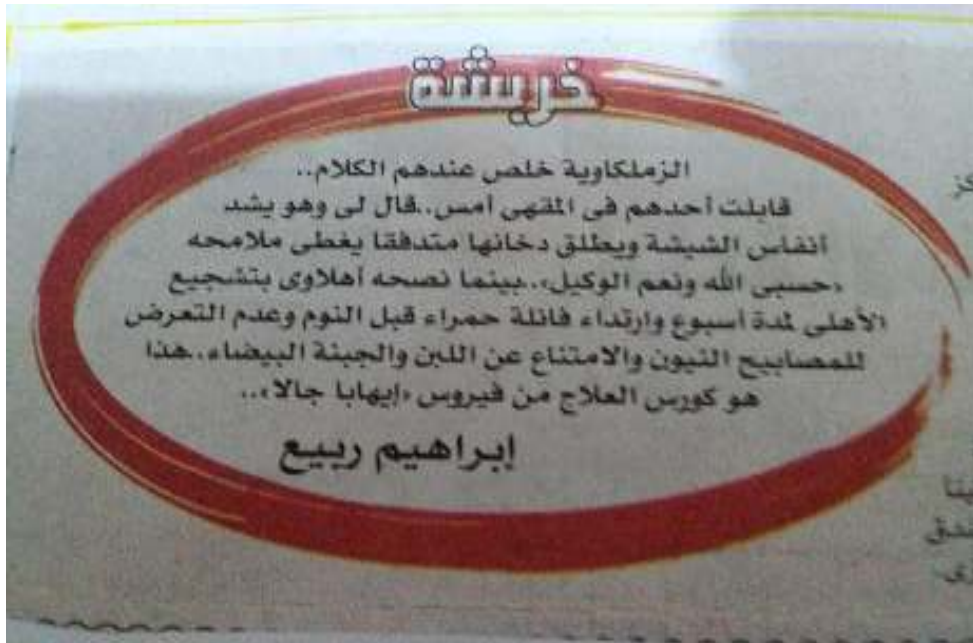 خربشة
الزملكاوية خلص عندهم الكلام..
قابلت أحدهم فى المقهى أمس..قال لى وهو يشد
أنفاس الشيشة ويطلق دخانها متدفقا يغطى ملامحه
«حسبى الله ونعم الوكيل»..بينما نصحه أهلاوى بتشجيع
الأهلى لمدة أسبوع وارتداء فانلة حمراء قبل النوم وعدم التعرض
للمصابيح النيون والامتناع عن اللبن والجبنة البيضاء..هذا
هو كورس العلاج من فيروس «إيهابا جالا»..
إبراهيم ربيع